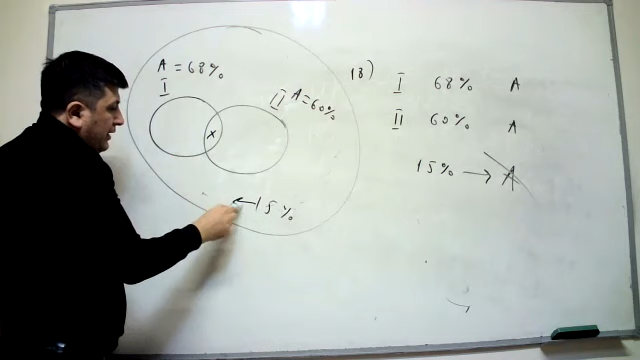 A = 68%
I
II A = 60%
x
← 15%
18)
I 68% A
II 60% A
15% → A